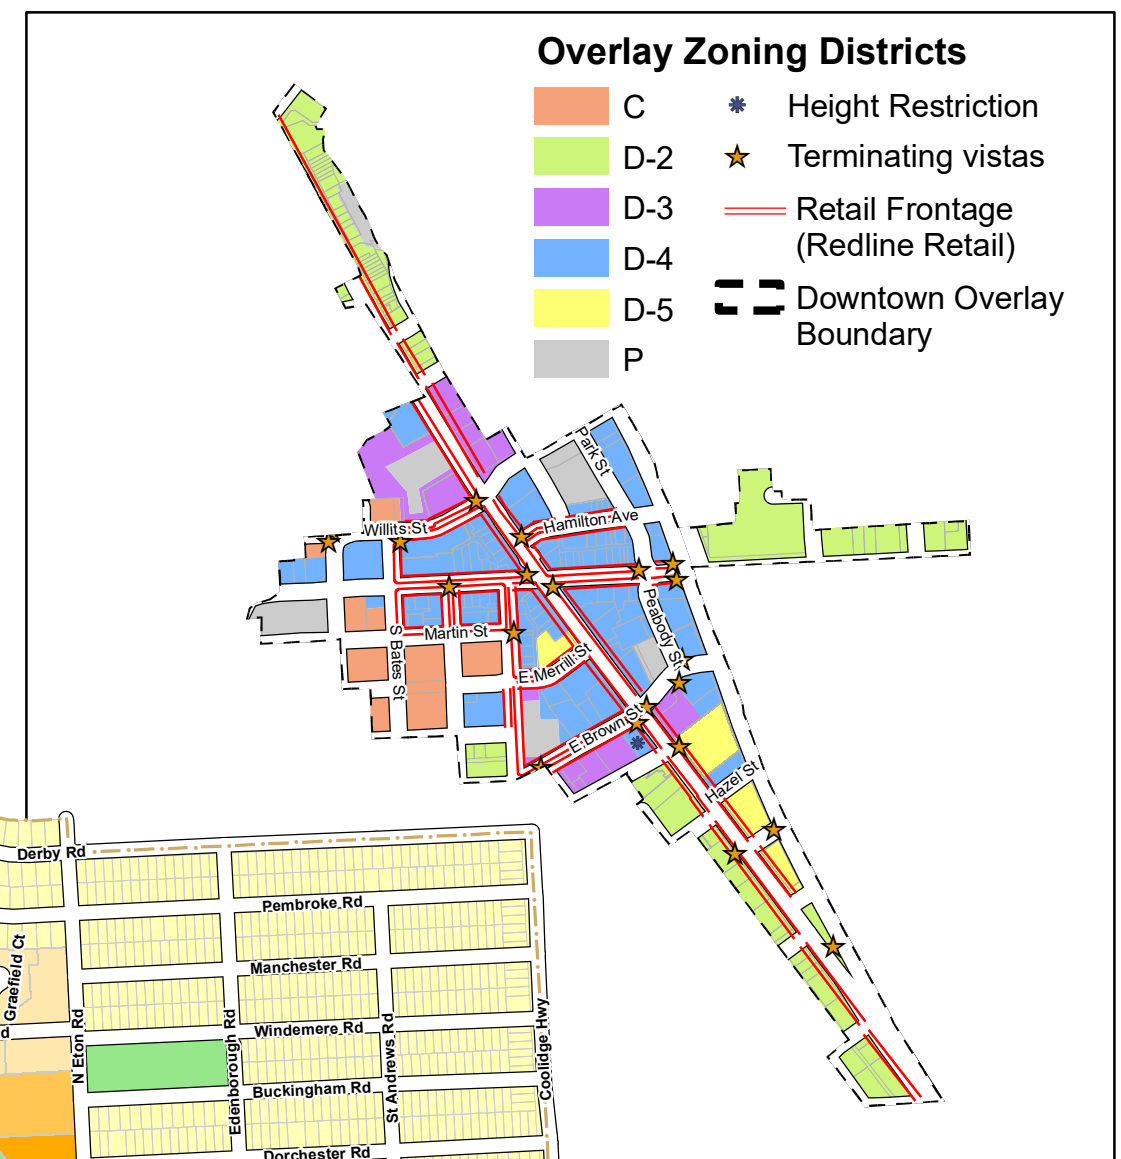 Overlay Zoning Districts
C
D-2
D-3
D-4
D-5
P
Height Restriction
Terminating vistas
Retail Frontage
(Redline Retail)
Downtown Overlay
Boundary
Park St
Hamilton Ave
Willits St
Peabody St
Martin St
S Bates St
E Merrill St
E Brown St
Hazel St
Derby Rd
Pembroke Rd
Graefield Ct
Manchester Rd
d
N Eton Rd
Edenborough Rd
Windemere Rd
St Andrews Rd
Coolidge Hwy
Buckingham Rd
Dorchester Rd